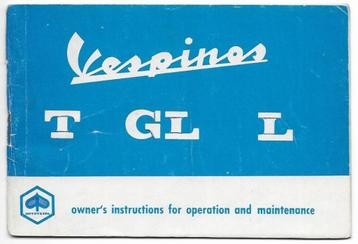 Vespinos
T GL L
owner's instructions for operation and maintenance